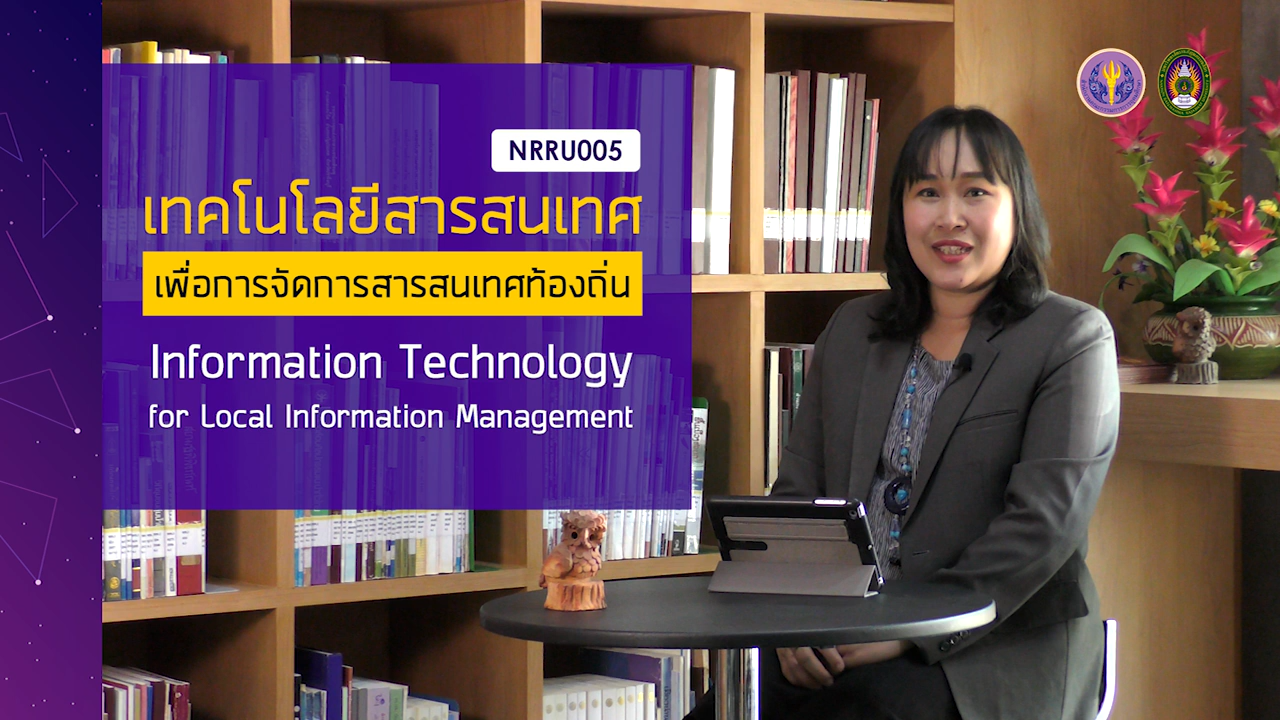 NRRU005
เทคโนโลยีสารสนเทศ
เพื่อการจัดการสารสนเทศท้องถิ่น
Information Technology
for Local Information Management